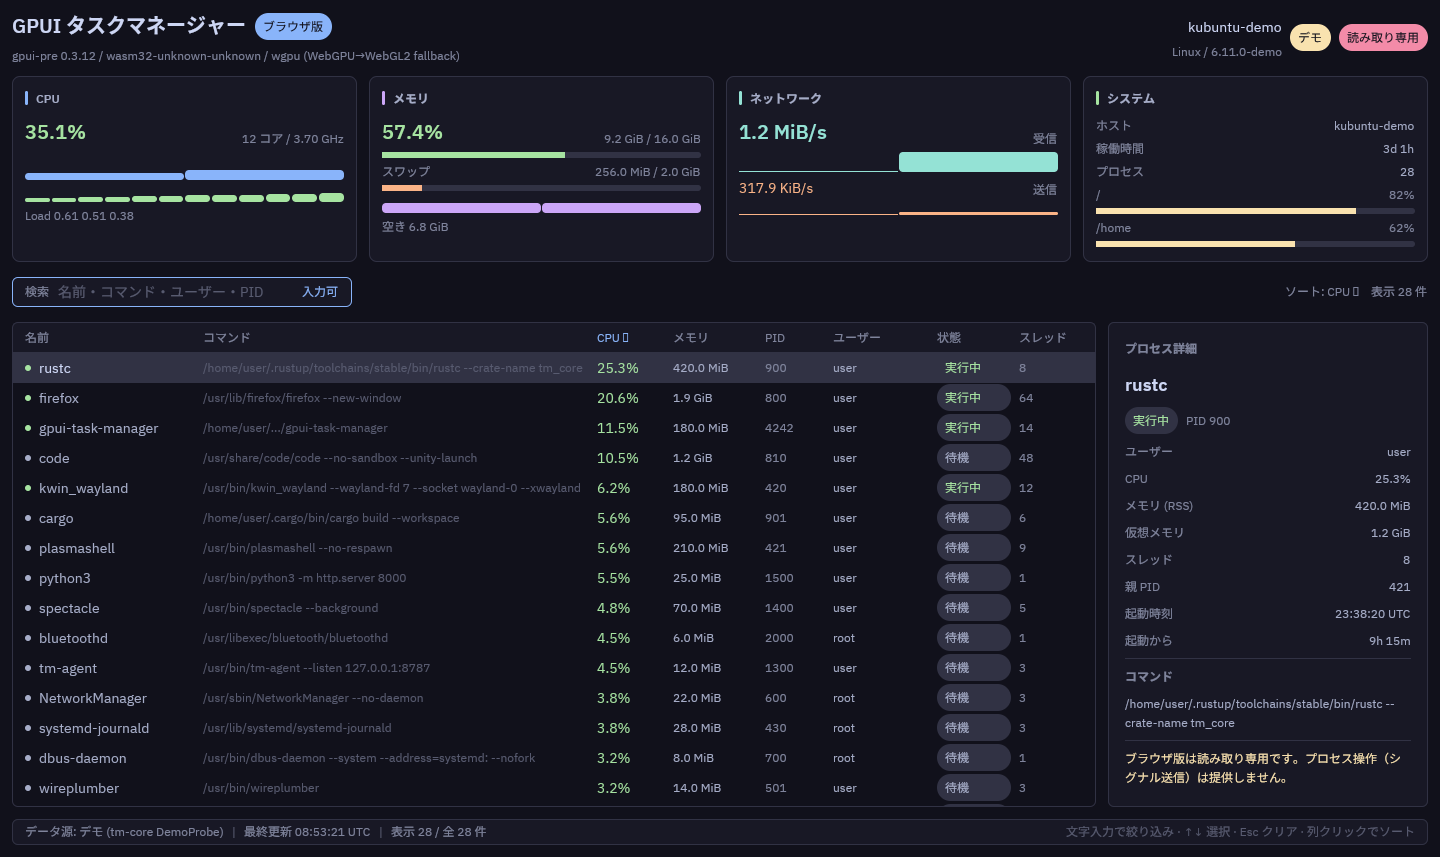 GPUI タスクマネージャー ブラウザ版
gpui-pre 0.3.12 / wasm32-unknown-unknown / wgpu (WebGPU→WebGL2 fallback)
kubuntu-demo
Linux / 6.11.0-demo
デモ 読み取り専用
CPU
35.1% 12 コア / 3.70 GHz
Load 0.61 0.51 0.38
メモリ
57.4% 9.2 GiB / 16.0 GiB
スワップ 256.0 MiB / 2.0 GiB
空き 6.8 GiB
ネットワーク
1.2 MiB/s 受信
317.9 KiB/s 送信
システム
ホスト kubuntu-demo
稼働時間 3d 1h
プロセス 28
/ 82%
/home 62%
検索 名前・コマンド・ユーザー・PID 入力可
ソート: CPU 表示 28 件
名前 コマンド CPU メモリ PID ユーザー 状態 スレッド
rustc /home/user/.rustup/toolchains/stable/bin/rustc --crate-name tm_core 25.3% 420.0 MiB 900 user 実行中 8
firefox /usr/lib/firefox/firefox --new-window 20.6% 1.9 GiB 800 user 実行中 64
gpui-task-manager /home/user/.../gpui-task-manager 11.5% 180.0 MiB 4242 user 実行中 14
code /usr/share/code/code --no-sandbox --unity-launch 10.5% 1.2 GiB 810 user 待機 48
kwin_wayland /usr/bin/kwin_wayland --wayland-fd 7 --socket wayland-0 --xwayland 6.2% 180.0 MiB 420 user 実行中 12
cargo /home/user/.cargo/bin/cargo build --workspace 5.6% 95.0 MiB 901 user 待機 6
plasmashell /usr/bin/plasmashell --no-respawn 5.6% 210.0 MiB 421 user 待機 9
python3 /usr/bin/python3 -m http.server 8000 5.5% 25.0 MiB 1500 user 待機 1
spectacle /usr/bin/spectacle --background 4.8% 70.0 MiB 1400 user 待機 5
bluetoothd /usr/libexec/bluetooth/bluetoothd 4.5% 6.0 MiB 2000 root 待機 1
tm-agent /usr/bin/tm-agent --listen 127.0.0.1:8787 4.5% 12.0 MiB 1300 user 待機 3
NetworkManager /usr/sbin/NetworkManager --no-daemon 3.8% 22.0 MiB 600 root 待機 3
systemd-journald /usr/lib/systemd/systemd-journald 3.8% 28.0 MiB 430 root 待機 3
dbus-daemon /usr/bin/dbus-daemon --system --address=systemd: --nofork 3.2% 8.0 MiB 700 root 待機 1
wireplumber /usr/bin/wireplumber 3.2% 14.0 MiB 501 user 待機 3
プロセス詳細
rustc
実行中 PID 900
ユーザー user
CPU 25.3%
メモリ (RSS) 420.0 MiB
仮想メモリ 1.2 GiB
スレッド 8
親 PID 421
起動時刻 23:38:20 UTC
起動から 9h 15m
コマンド
/home/user/.rustup/toolchains/stable/bin/rustc --
crate-name tm_core
ブラウザ版は読み取り専用です。プロセス操作（シ
グナル送信）は提供しません。
データ源: デモ (tm-core DemoProbe) | 最終更新 08:53:21 UTC | 表示 28 / 全 28 件
文字入力で絞り込み · ↑↓ 選択 · Esc クリア · 列クリックでソート